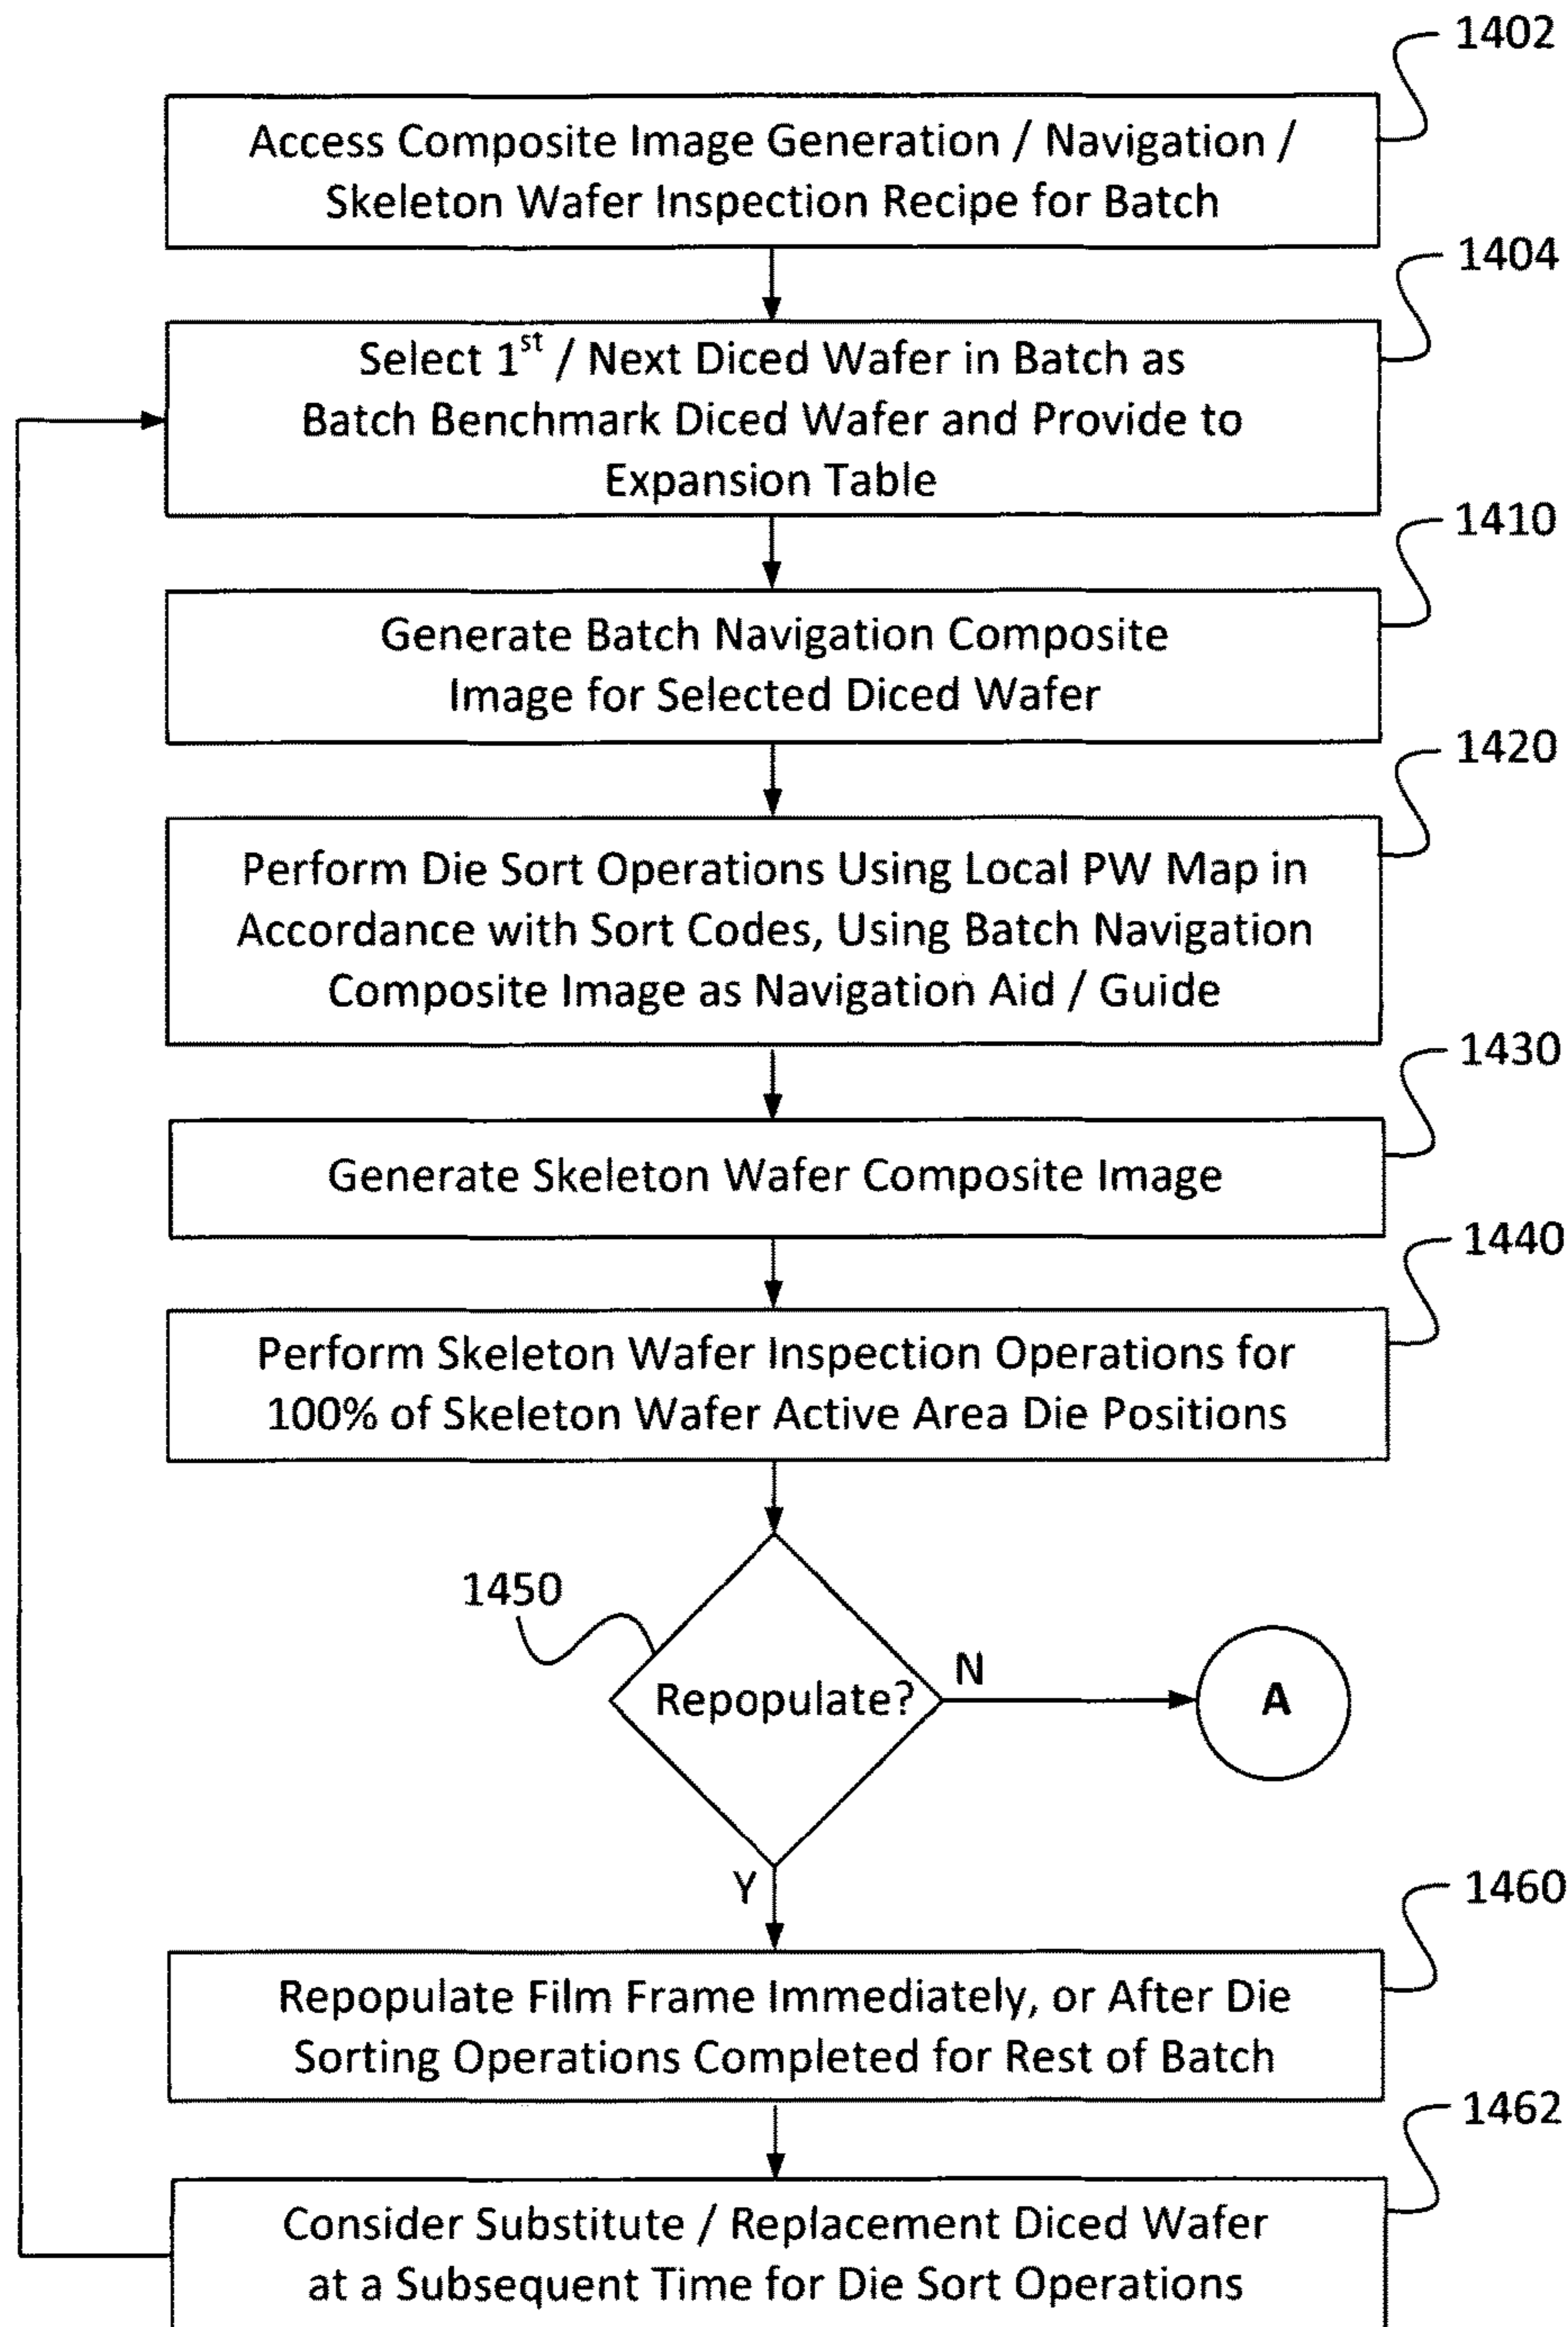 1402
Access Composite Image Generation / Navigation /
Skeleton Wafer Inspection Recipe for Batch
1404
Select 1st / Next Diced Wafer in Batch as
Batch Benchmark Diced Wafer and Provide to
Expansion Table
1410
Generate Batch Navigation Composite
Image for Selected Diced Wafer
1420
Perform Die Sort Operations Using Local PW Map in
Accordance with Sort Codes, Using Batch Navigation
Composite Image as Navigation Aid / Guide
1430
Generate Skeleton Wafer Composite Image
1440
Perform Skeleton Wafer Inspection Operations for
100% of Skeleton Wafer Active Area Die Positions
1450
Repopulate?
N
A
Y
1460
Repopulate Film Frame Immediately, or After Die
Sorting Operations Completed for Rest of Batch
1462
Consider Substitute / Replacement Diced Wafer
at a Subsequent Time for Die Sort Operations